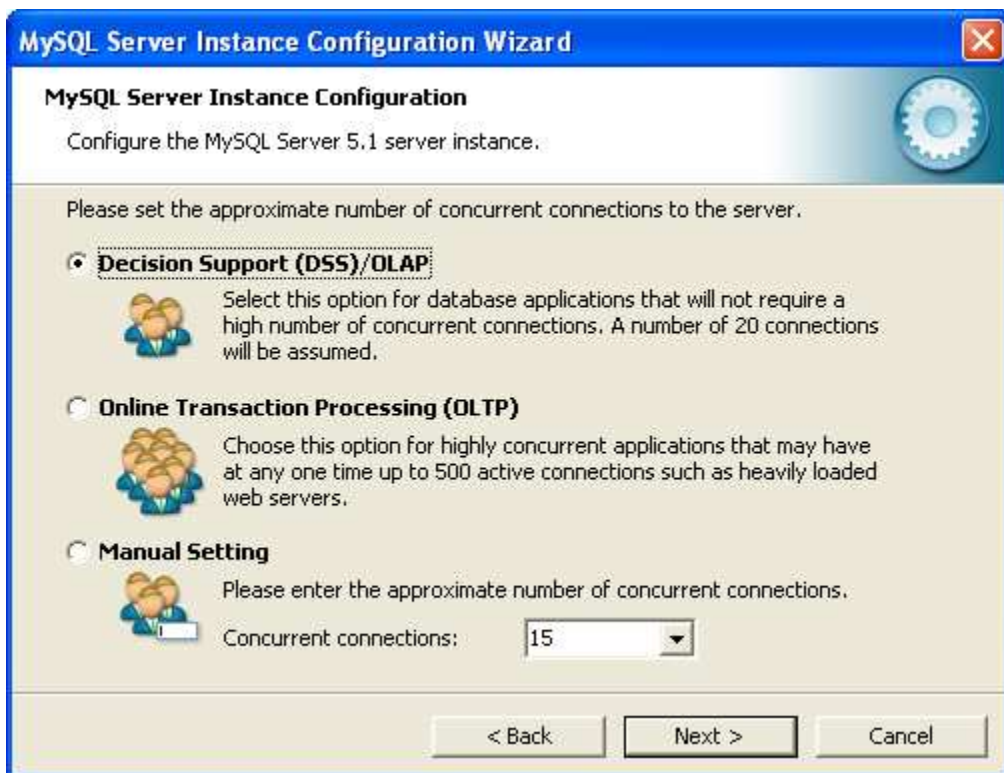 MySQL Server Instance Configuration Wizard
MySQL Server Instance Configuration
Configure the MySQL Server 5.1 server instance.
Please set the approximate number of concurrent connections to the server.
Decision Support (DSS)/OLAP
Select this option for database applications that will not require a
high number of concurrent connections. A number of 20 connections
will be assumed.
Online Transaction Processing (OLTP)
Choose this option for highly concurrent applications that may have
at any one time up to 500 active connections such as heavily loaded
web servers.
Manual Setting
Please enter the approximate number of concurrent connections.
Concurrent connections: 15
< Back Next > Cancel